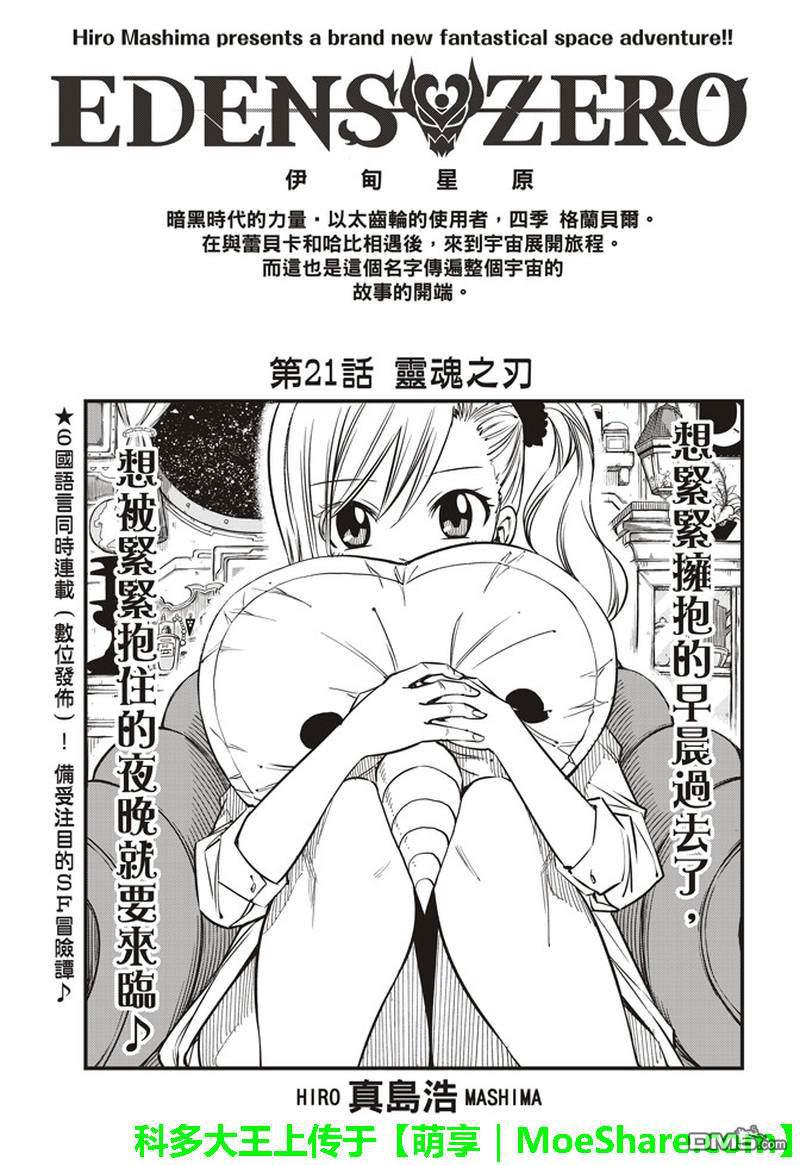 Hiro Mashima presents a brand new fantastical space adventure!!
EDENS ZERO
伊甸星原
暗黑時代的力量・以太齒輪的使用者，四季 格蘭貝爾。
在與蕾貝卡和哈比相遇後，來到宇宙展開旅程。
而這也是這個名字傳遍整個宇宙的
故事的開端。
第21話 靈魂之刃
想緊緊擁抱的早晨過去了，
想被緊緊抱住的夜晚就要來臨♪
★6國語言同時連載（數位發佈）！ 備受注目的SF冒險譚♪
HIRO 真島浩 MASHIMA
科多大王上传于【萌享｜MoeShare
DM5